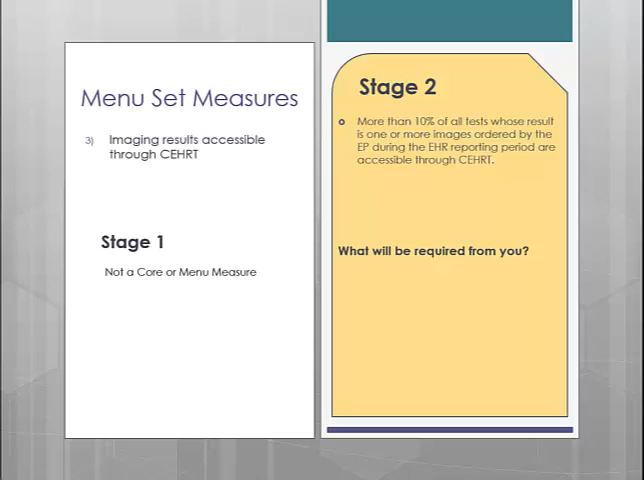 Menu Set Measures
3) Imaging results accessible
through CEHRT
Stage 1
Not a Core or Menu Measure
Stage 2
o More than 10% of all tests whose result
is one or more images ordered by the
EP during the EHR reporting period are
accessible through CEHRT.
What will be required from you?